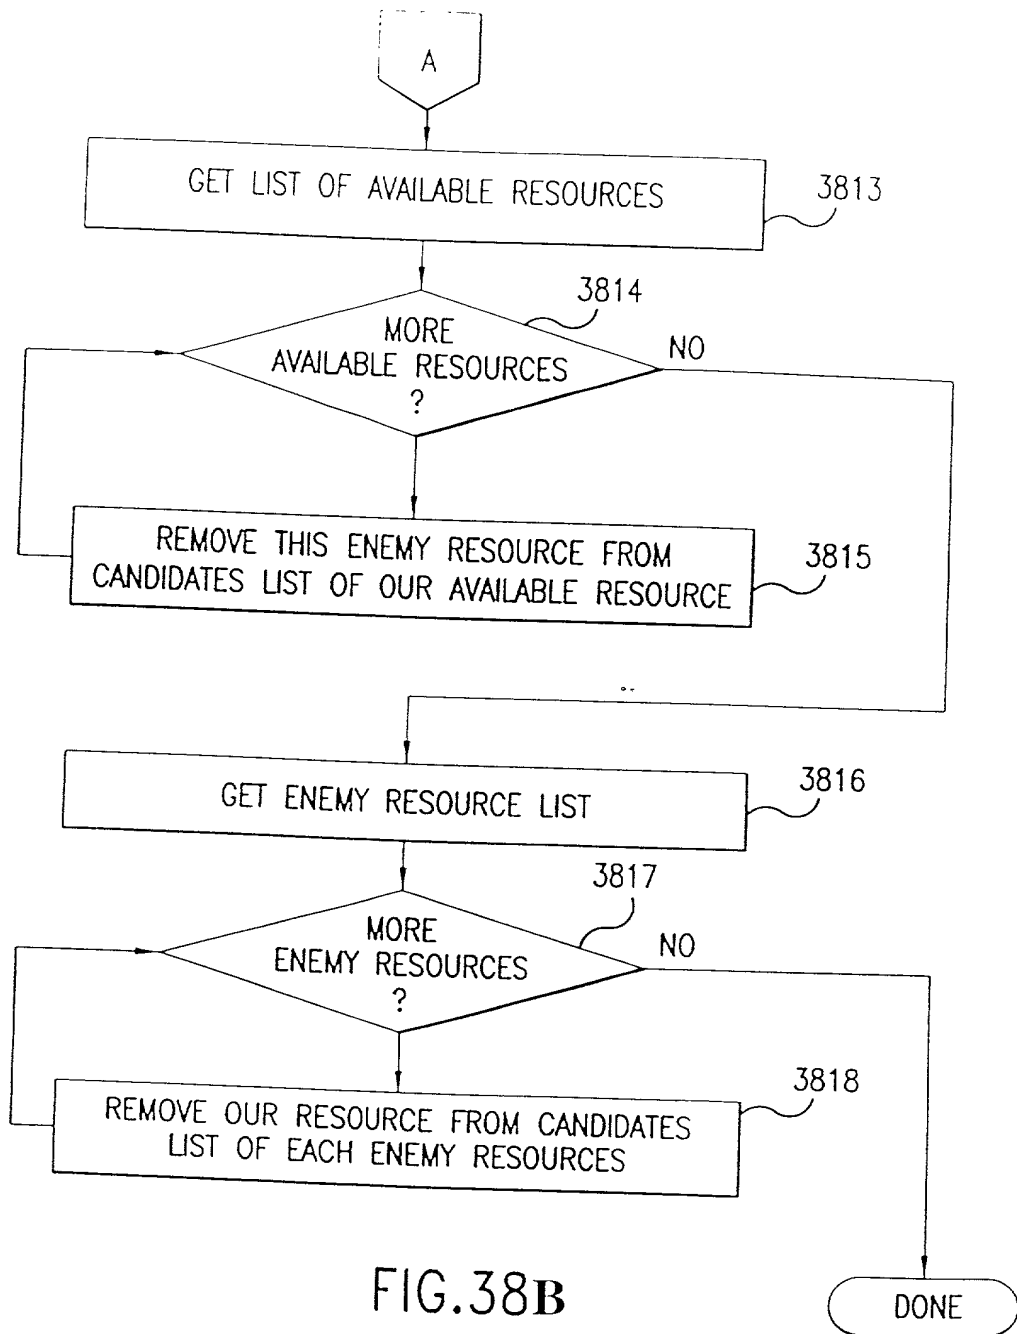 A
GET LIST OF AVAILABLE RESOURCES
3813
3814
MORE
AVAILABLE RESOURCES
?
NO
REMOVE THIS ENEMY RESOURCE FROM
CANDIDATES LIST OF OUR AVAILABLE RESOURCE
3815
GET ENEMY RESOURCE LIST
3816
3817
MORE
ENEMY RESOURCES
?
NO
REMOVE OUR RESOURCE FROM CANDIDATES
LIST OF EACH ENEMY RESOURCES
3818
FIG.38B
DONE